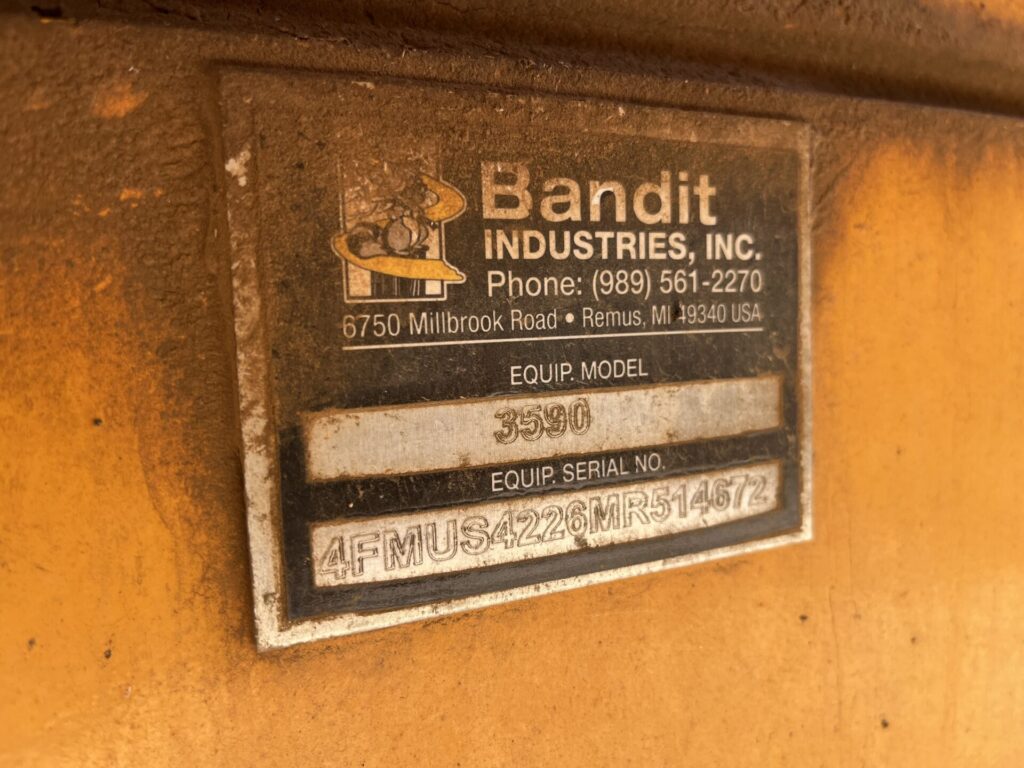 Bandit
INDUSTRIES, INC.
Phone: (989) 561-2270
6750 Millbrook Road • Remus, MI 49340 USA
EQUIP. MODEL
3590
EQUIP. SERIAL NO.
4FMUS4226MR514672